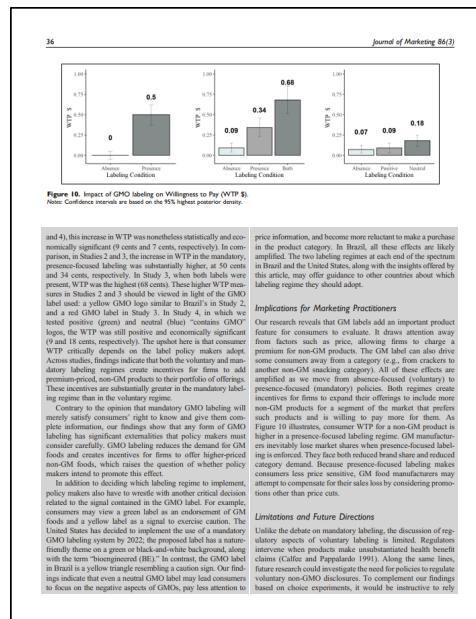 36
Journal of Marketing 86(3)
1.00
0.75
0.50
0.25
0.00
WTP $
0
0.5
Absence Presence
Labeling Condition
1.00
0.75
0.50
0.25
0.00
WTP $
0.09
0.34
0.68
Absence Presence Both
Labeling Condition
1.00
0.75
0.50
0.25
0.00
WTP $
0.07
0.09
0.18
Absence Positive Neutral
Labeling Condition
Figure 10. Impact of GMO labeling on Willingness to Pay (WTP $).
Notes: Confidence intervals are based on the 95% highest posterior density.
and 4), this increase in WTP was nonetheless statistically and eco-
nomically significant (9 cents and 7 cents, respectively). In com-
parison, in Studies 2 and 3, the increase in WTP in the mandatory,
presence-focused labeling was substantially higher, at 50 cents
and 34 cents, respectively. In Study 3, when both labels were
present, WTP was the highest (68 cents). These higher WTP mea-
sures in Studies 2 and 3 should be viewed in light of the GMO
label used: a yellow GMO logo similar to Brazil's in Study 2,
and a red GMO label in Study 3. In Study 4, in which we
tested positive (green) and neutral (blue) "contains GMO"
logos, the WTP was still positive and economically significant
(9 and 18 cents, respectively). The upshot here is that consumer
WTP critically depends on the label policy makers adopt.
Across studies, findings indicate that both the voluntary and man-
datory labeling regimes create incentives for firms to add
premium-priced, non-GM products to their portfolio of offerings.
These incentives are substantially greater in the mandatory label-
ing regime than in the voluntary regime.
Contrary to the opinion that mandatory GMO labeling will
merely satisfy consumers' right to know and give them com-
plete information, our findings show that any form of GMO
labeling has significant externalities that policy makers must
consider carefully. GMO labeling reduces the demand for GM
foods and creates incentives for firms to offer higher-priced
non-GM foods, which raises the question of whether policy
makers intend to promote this effect.
In addition to deciding which labeling regime to implement,
policy makers also have to wrestle with another critical decision
related to the signal contained in the GMO label. For example,
consumers may view a green label as an endorsement of GM
foods and a yellow label as a signal to exercise caution. The
United States has decided to implement the use of a mandatory
GMO labeling system by 2022; the proposed label has a nature-
friendly theme on a green or black-and-white background, along
with the term "bioengineered (BE)." In contrast, the GMO label
in Brazil is a yellow triangle resembling a caution sign. Our find-
ings indicate that even a neutral GMO label may lead consumers
to focus on the negative aspects of GMOs, pay less attention to
price information, and become more reluctant to make a purchase
in the product category. In Brazil, all these effects are likely
amplified. The two labeling regimes at each end of the spectrum
in Brazil and the United States, along with the insights offered by
this article, may offer guidance to other countries about which
labeling regime they should adopt.
Implications for Marketing Practitioners
Our research reveals that GM labels add an important product
feature for consumers to evaluate. It draws attention away
from factors such as price, allowing firms to charge a
premium for non-GM products. The GM label can also drive
some consumers away from a category (e.g., from crackers to
another non-GM snacking category). All of these effects are
amplified as we move from absence-focused (voluntary) to
presence-focused (mandatory) policies. Both regimes create
incentives for firms to expand their offerings to include more
non-GM products for a segment of the market that prefers
such products and is willing to pay more for them. As
Figure 10 illustrates, consumer WTP for a non-GM product is
higher in a presence-focused labeling regime. GM manufactur-
ers inevitably lose market shares when presence-focused label-
ing is enforced. They face both reduced brand share and reduced
category demand. Because presence-focused labeling makes
consumers less price sensitive, GM food manufacturers may
attempt to compensate for their sales loss by considering promo-
tions other than price cuts.
Limitations and Future Directions
Unlike the debate on mandatory labeling, the discussion of reg-
ulatory aspects of voluntary labeling is limited. Regulators
intervene when products make unsubstantiated health benefit
claims (Calfee and Pappalardo 1991). Along the same lines,
future research could investigate the need for policies to regulate
voluntary non-GMO disclosures. To complement our findings
based on choice experiments, it would be instructive to rely